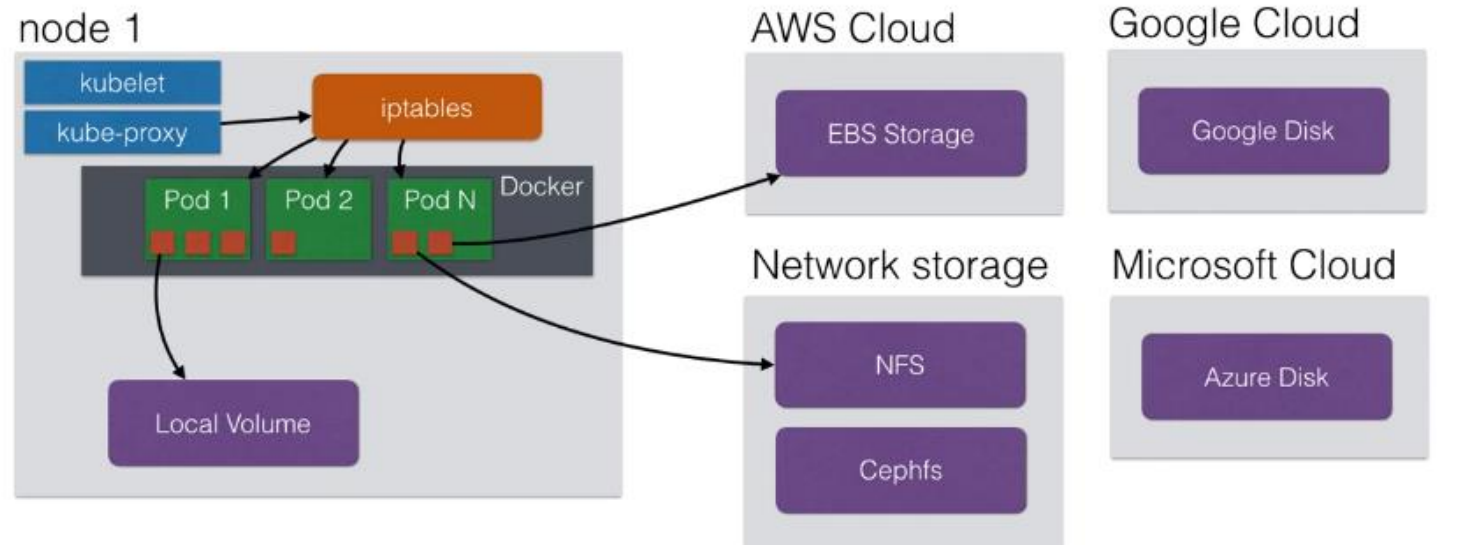 node 1
kubelet
kube-proxy
iptables
Docker
Pod 1
Pod 2
Pod N
Local Volume
AWS Cloud
EBS Storage
Google Cloud
Google Disk
Network storage
NFS
Cephfs
Microsoft Cloud
Azure Disk